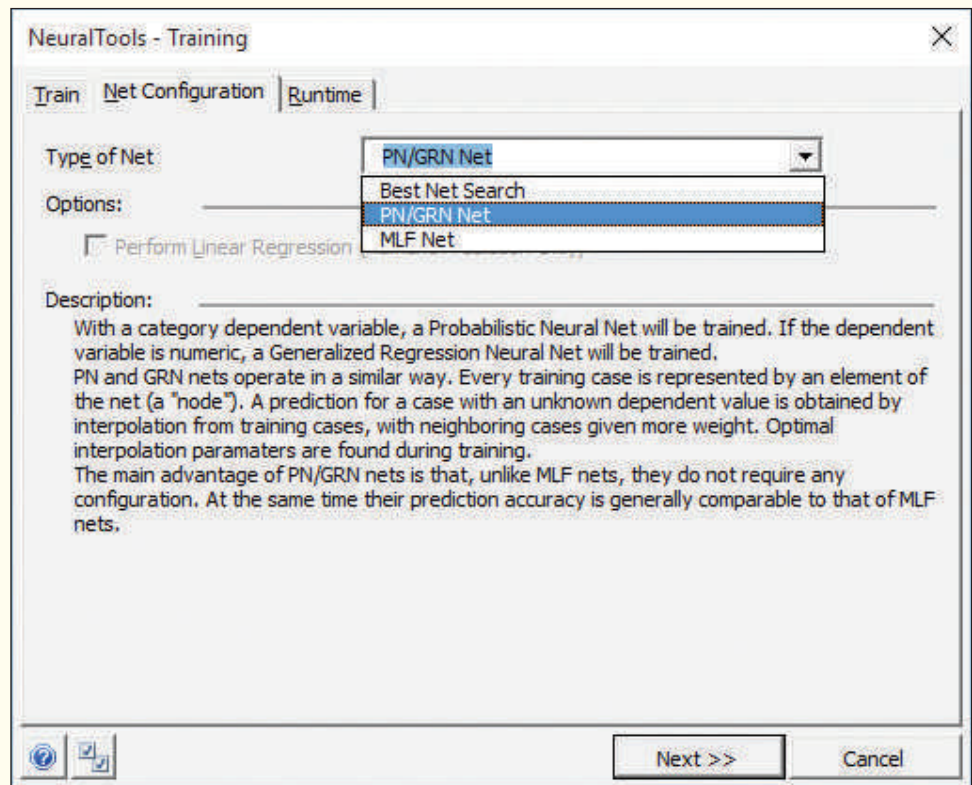 NeuralTools - Training
Train Net Configuration Runtime
Type of Net PN/GRN Net
Best Net Search
Options:
PN/GRN Net
MLF Net
Perform Linear Regression
Description:
With a category dependent variable, a Probabilistic Neural Net will be trained. If the dependent
variable is numeric, a Generalized Regression Neural Net will be trained.
PN and GRN nets operate in a similar way. Every training case is represented by an element of
the net (a "node"). A prediction for a case with an unknown dependent value is obtained by
interpolation from training cases, with neighboring cases given more weight. Optimal
interpolation paramaters are found during training.
The main advantage of PN/GRN nets is that, unlike MLF nets, they do not require any
configuration. At the same time their prediction accuracy is generally comparable to that of MLF
nets.
Next >> Cancel